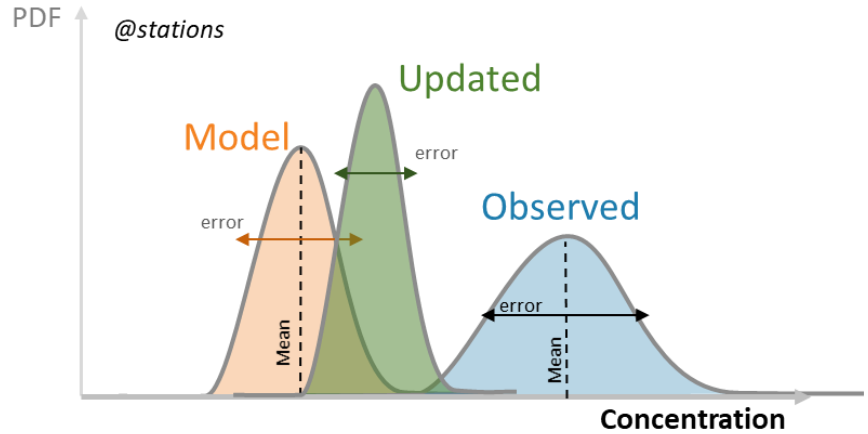 PDF
@stations
Updated
Model
error
Observed
error
error
Mean
Mean
Concentration